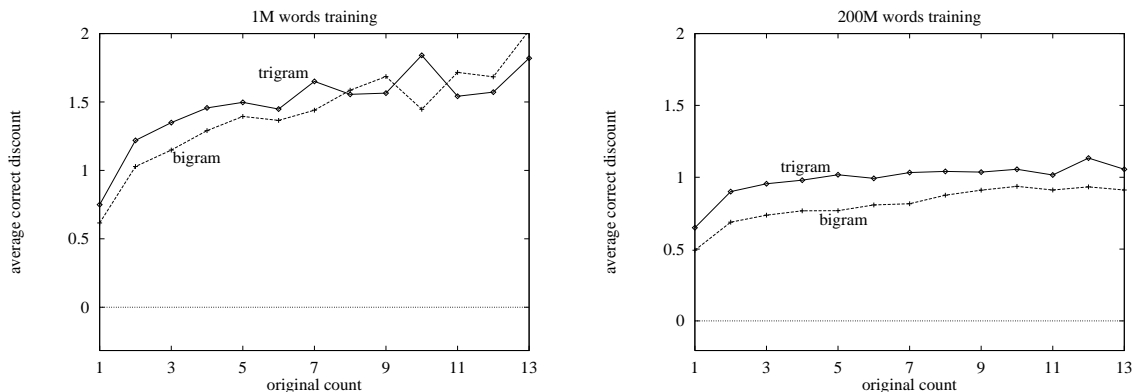 1M words training
2
1.5
1
0.5
0
average correct discount
trigram
bigram
1 3 5 7 9 11 13
original count
200M words training
2
1.5
1
0.5
0
average correct discount
trigram
bigram
1 3 5 7 9 11 13
original count